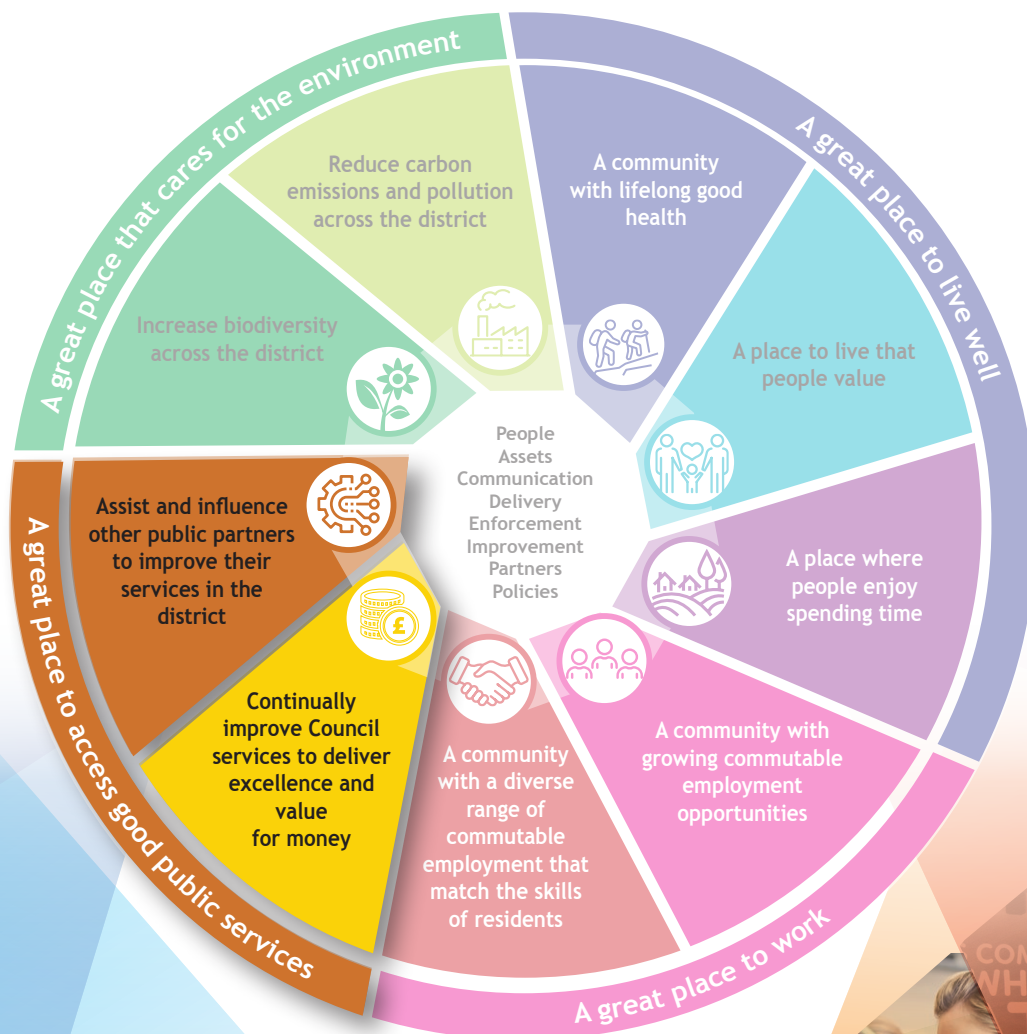 A great place that cares for the environment
A great place to live well
Reduce carbon
emissions and pollution
across the district
A community
with lifelong good
health
Increase biodiversity
across the district
A place to live that
people value
People
Assets
Communication
Delivery
Enforcement
Improvement
Partners
Policies
Assist and influence
other public partners
to improve their
services in the
district
A place where
people enjoy
spending time
£
Continually
improve Council
services to deliver
excellence and
value
for money
A community
with a diverse
range of
commutable
employment that
match the skills
of residents
A community with
growing commutable
employment
opportunities
A great place to access good public services
A great place to work